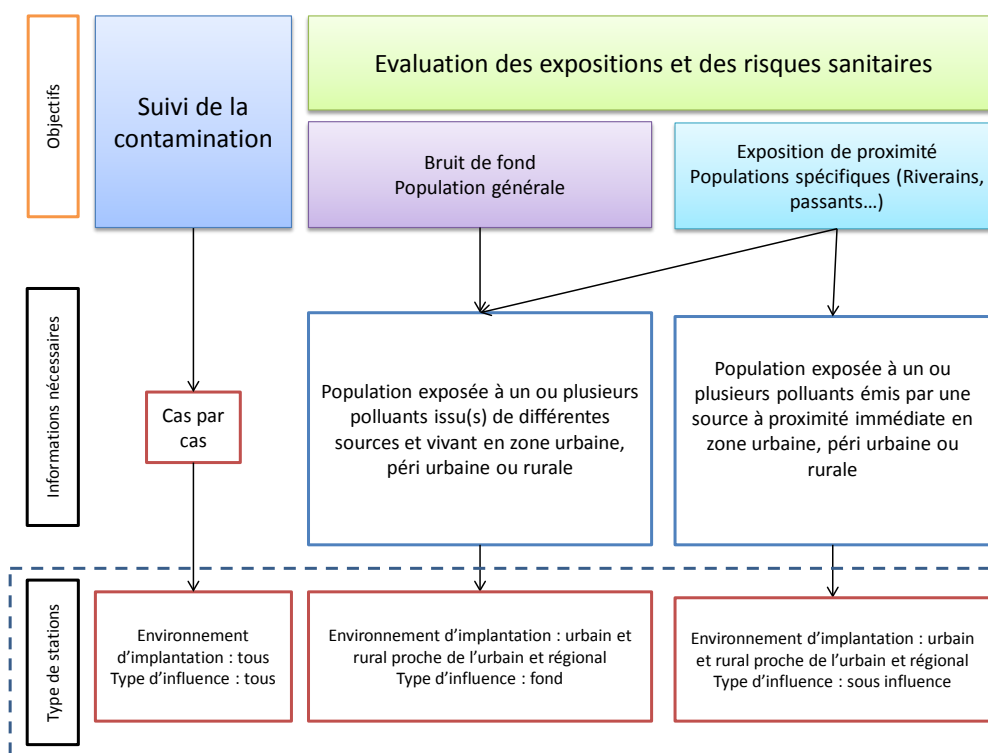 Objectifs
Suivi de la
contamination
Evaluation des expositions et des risques sanitaires
Bruit de fond
Population générale
Exposition de proximité
Populations spécifiques (Riverains,
passants…)
Informations nécessaires
Cas par
cas
Population exposée à un ou plusieurs
polluants issu(s) de différentes
sources et vivant en zone urbaine,
péri urbaine ou rurale
Population exposée à un ou
plusieurs polluants émis par une
source à proximité immédiate en
zone urbaine, péri urbaine ou
rurale
Type de stations
Environnement
d’implantation : tous
Type d’influence : tous
Environnement d’implantation : urbain et
rural proche de l’urbain et régional
Type d’influence : fond
Environnement d’implantation : urbain
et rural proche de l’urbain et régional
Type d’influence : sous influence